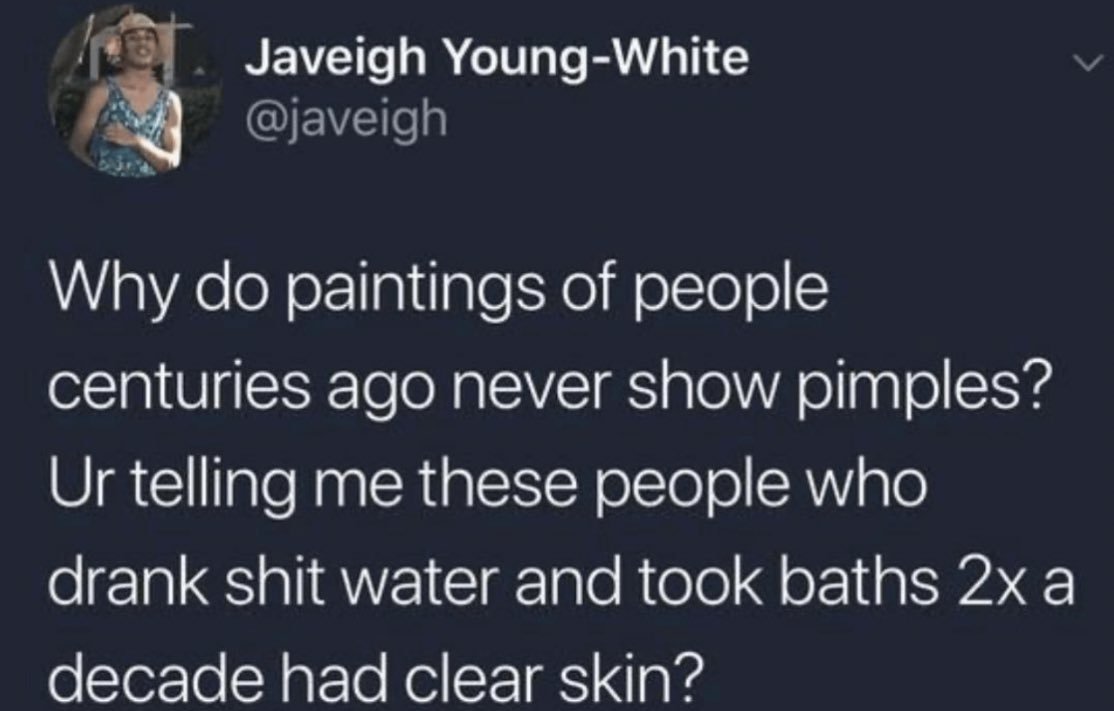 Javeigh Young-White
@javeigh
Why do paintings of people
centuries ago never show pimples?
Ur telling me these people who
drank shit water and took baths 2x a
decade had clear skin?